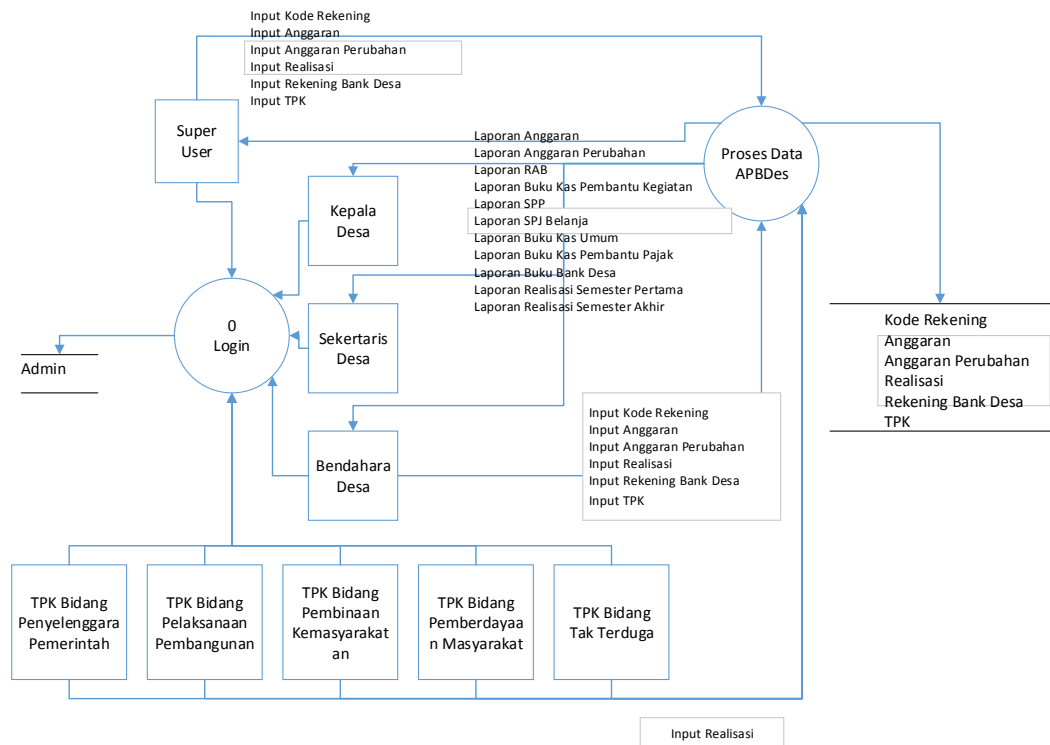 Input Kode Rekening
Input Anggaran
Input Anggaran Perubahan
Input Realisasi
Input Rekening Bank Desa
Input TPK
Super
User
Laporan Anggaran
Laporan Anggaran Perubahan
Laporan RAB
Laporan Buku Kas Pembantu Kegiatan
Laporan SPP
Laporan SPJ Belanja
Laporan Buku Kas Umum
Laporan Buku Kas Pembantu Pajak
Laporan Buku Bank Desa
Laporan Realisasi Semester Pertama
Laporan Realisasi Semester Akhir
Proses Data
APBDes
Kepala
Desa
0
Login
Sekertaris
Desa
Admin
Kode Rekening
Anggaran
Anggaran Perubahan
Realisasi
Rekening Bank Desa
TPK
Bendahara
Desa
Input Kode Rekening
Input Anggaran
Input Anggaran Perubahan
Input Realisasi
Input Rekening Bank Desa
Input TPK
TPK Bidang
Penyelenggara
Pemerintah
TPK Bidang
Pelaksanaan
Pembangunan
TPK Bidang
Pembinaan
Kemasyarakat
an
TPK Bidang
Pemberdayaa
n Masyarakat
TPK Bidang
Tak Terduga
Input Realisasi